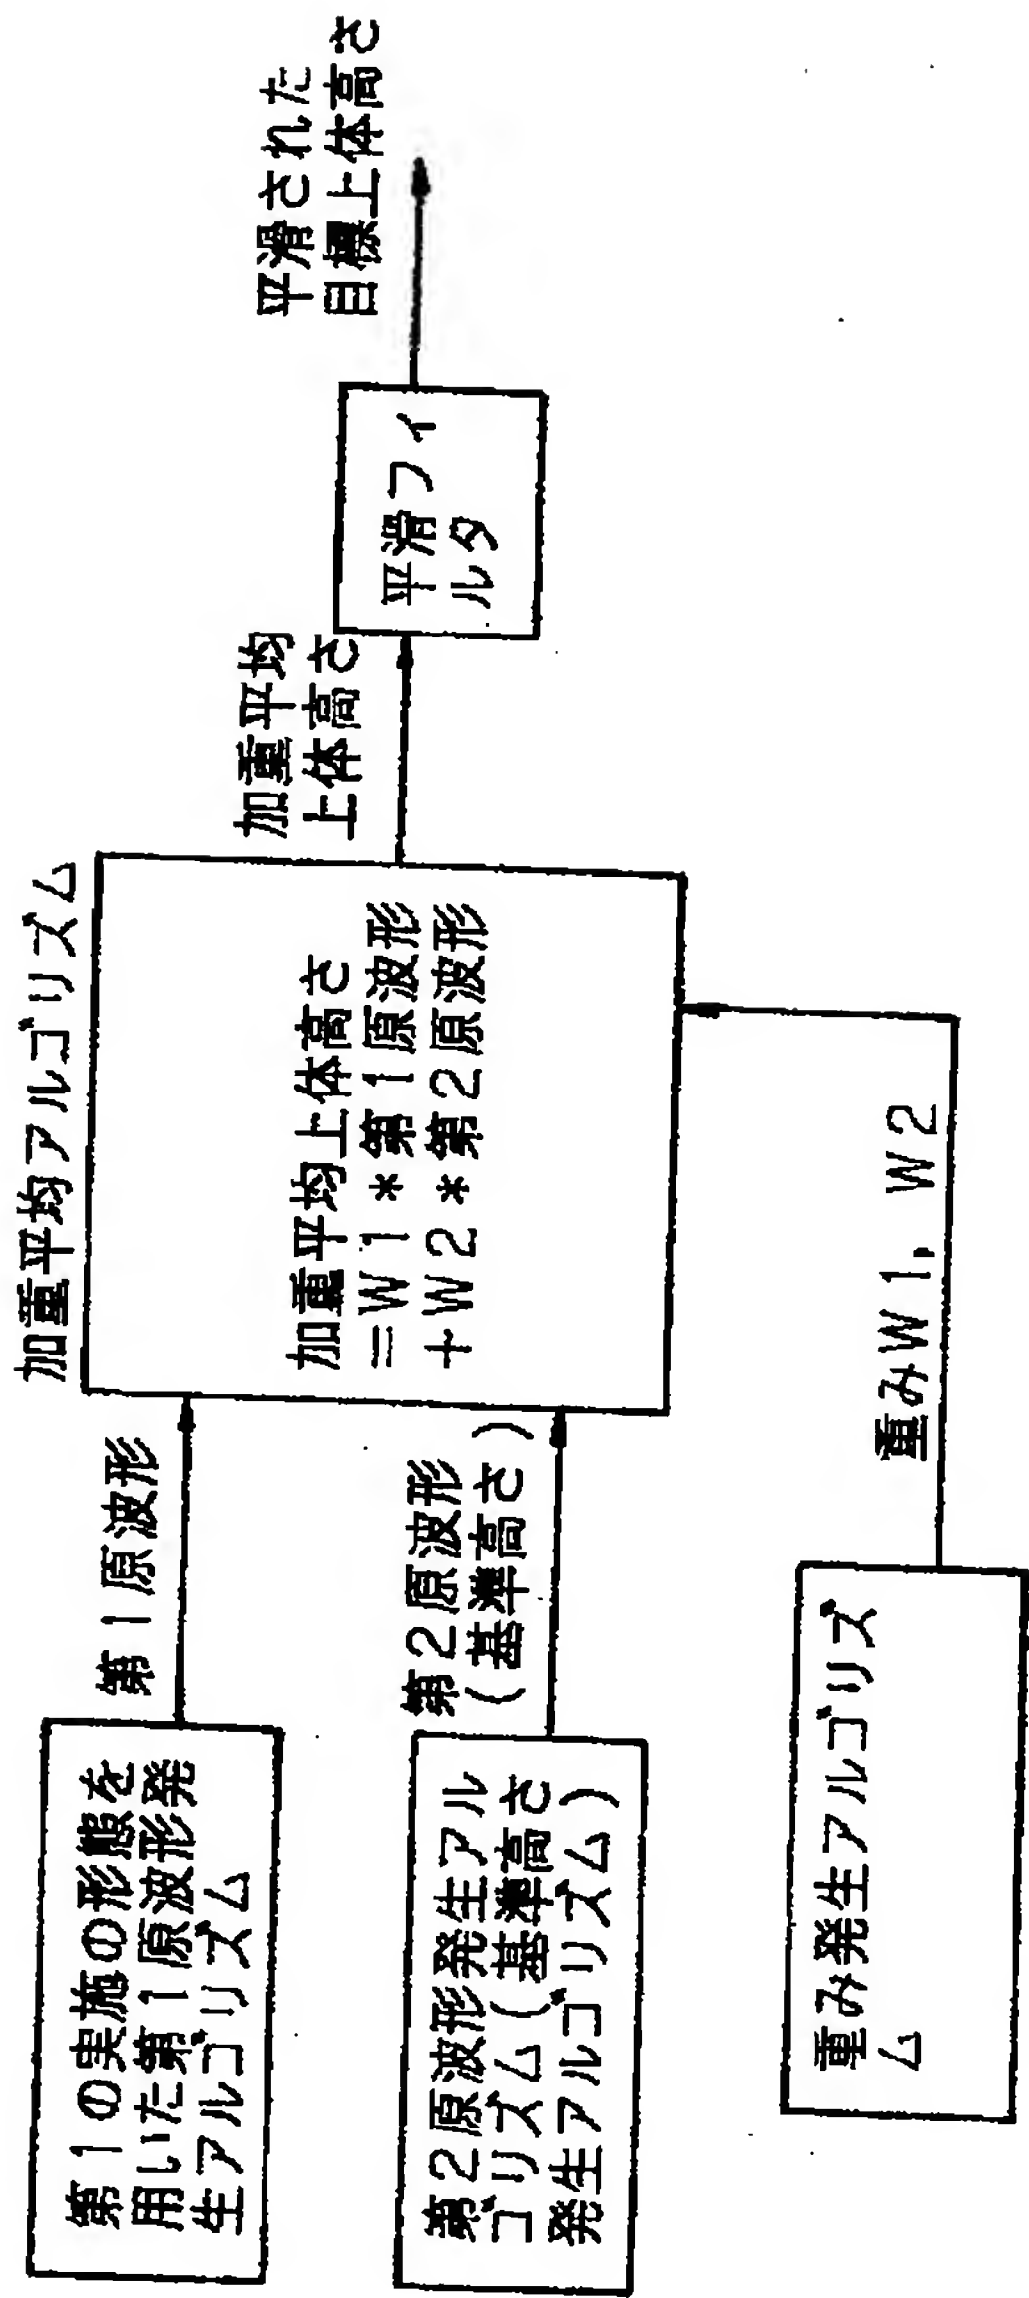 第1の実施の形態を
用いた第1原波形発
生アルゴリズム
第1原波形
第2原波形発生アル
ゴリズム(基準高さ
発生アルゴリズム)
第2原波形
(基準高さ)
重み発生アルゴリズ
ム
重みW1, W2
加重平均アルゴリズム
加重平均上体高さ
=W1*第1原波形
+W2*第2原波形
加重平均
上体高さ
平滑フィ
ルタ
平滑された
目標上体高さ